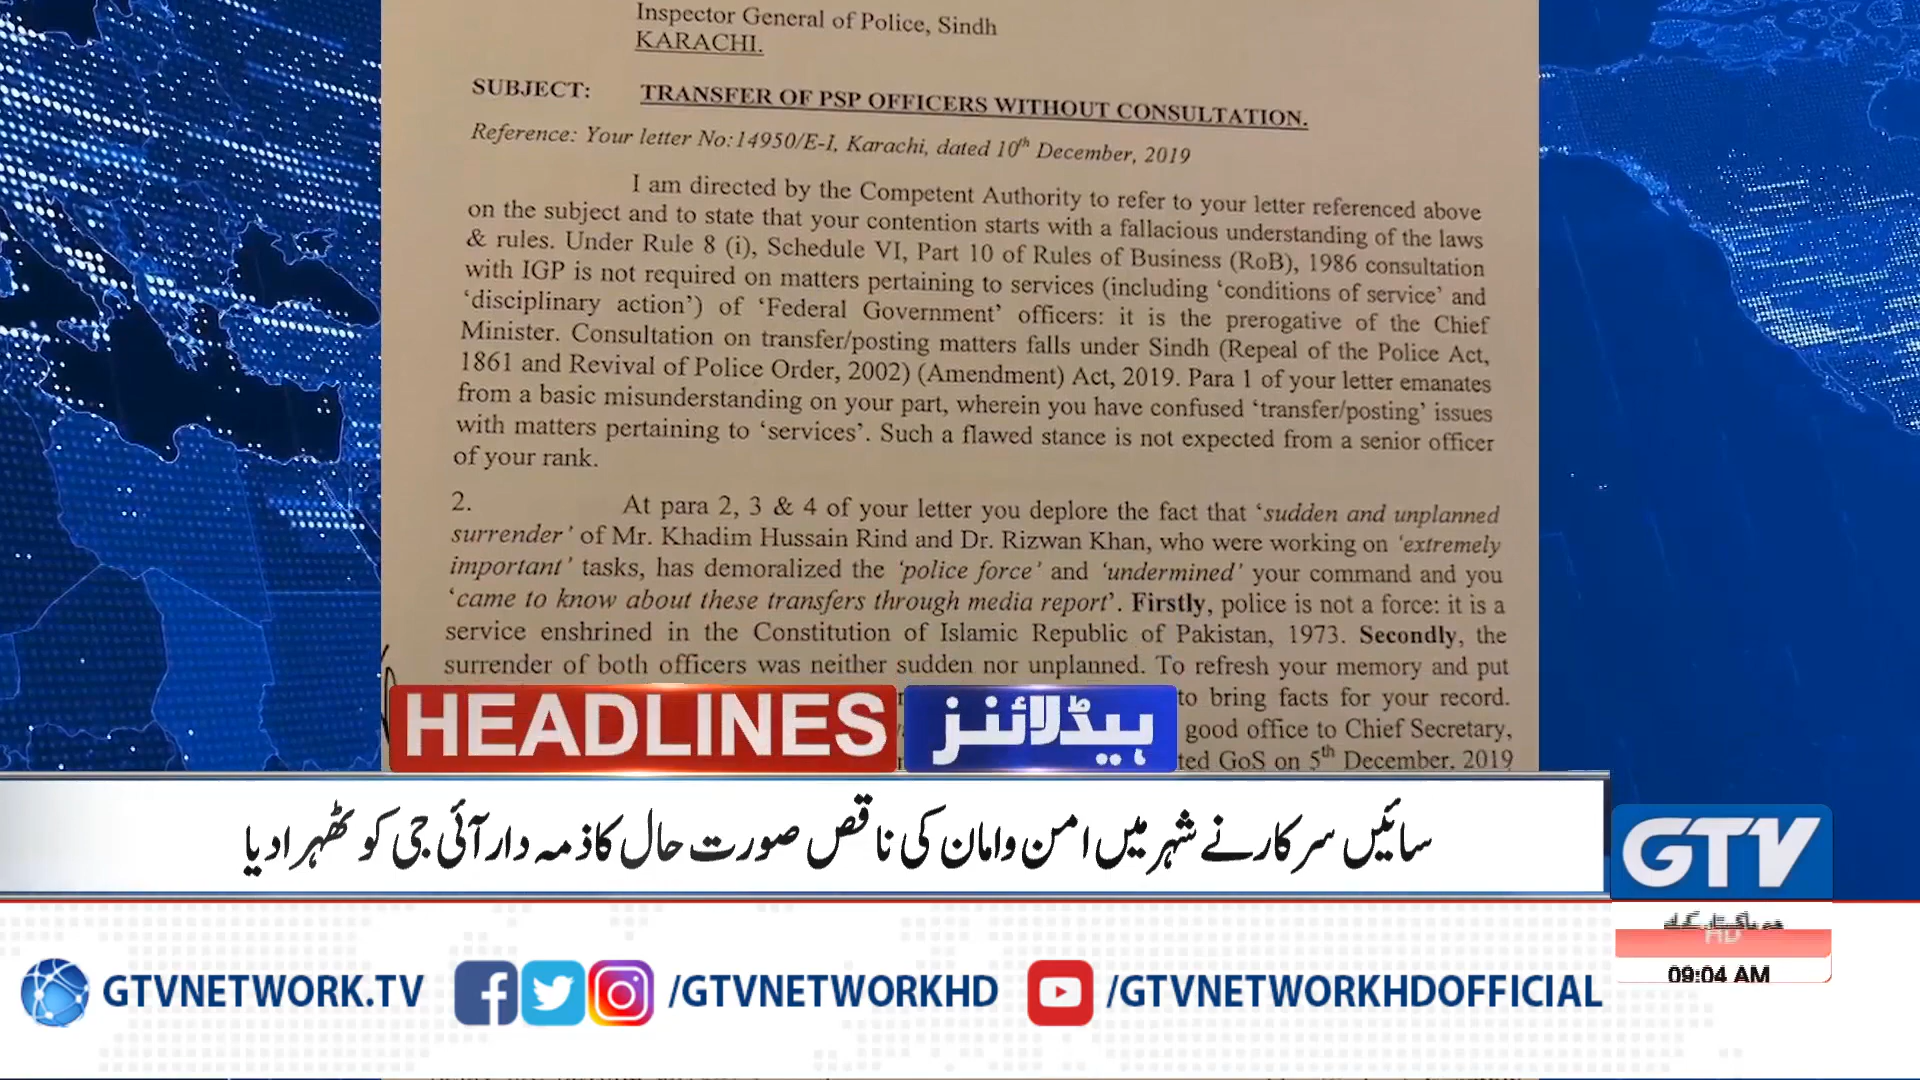 Inspector General of Police, Sindh
KARACHI.
SUBJECT: TRANSFER OF PSP OFFICERS WITHOUT CONSULTATION.
Reference: Your letter No:14950/E-I, Karachi, dated 10th December, 2019
I am directed by the Competent Authority to refer to your letter referenced above
on the subject and to state that your contention starts with a fallacious understanding of the laws
& rules. Under Rule 8 (i), Schedule VI, Part 10 of Rules of Business (RoB), 1986 consultation
with IGP is not required on matters pertaining to services (including ‘conditions of service’ and
‘disciplinary action’) of ‘Federal Government’ officers: it is the prerogative of the Chief
Minister. Consultation on transfer/posting matters falls under Sindh (Repeal of the Police Act,
1861 and Revival of Police Order, 2002) (Amendment) Act, 2019. Para 1 of your letter emanates
from a basic misunderstanding on your part, wherein you have confused ‘transfer/posting’ issues
with matters pertaining to ‘services’. Such a flawed stance is not expected from a senior officer
of your rank.
2. At para 2, 3 & 4 of your letter you deplore the fact that ‘sudden and unplanned
surrender’ of Mr. Khadim Hussain Rind and Dr. Rizwan Khan, who were working on ‘extremely
important’ tasks, has demoralized the ‘police force’ and ‘undermined’ your command and you
‘came to know about these transfers through media report’. Firstly, police is not a force: it is a
service enshrined in the Constitution of Islamic Republic of Pakistan, 1973. Secondly, the
surrender of both officers was neither sudden nor unplanned. To refresh your memory and put
to bring facts for your record.
good office to Chief Secretary,
GoS on 5th December, 2019
HEADLINES ہیڈلائنز
سائیں سرکار نے شہر میں امن وامان کی ناقص صورت حال کا ذمہ دار آئی جی کو ٹھہرا دیا
GTV
HD
09:04 AM
GTVNETWORK.TV /GTVNETWORKHD /GTVNETWORKHDOFFICIAL